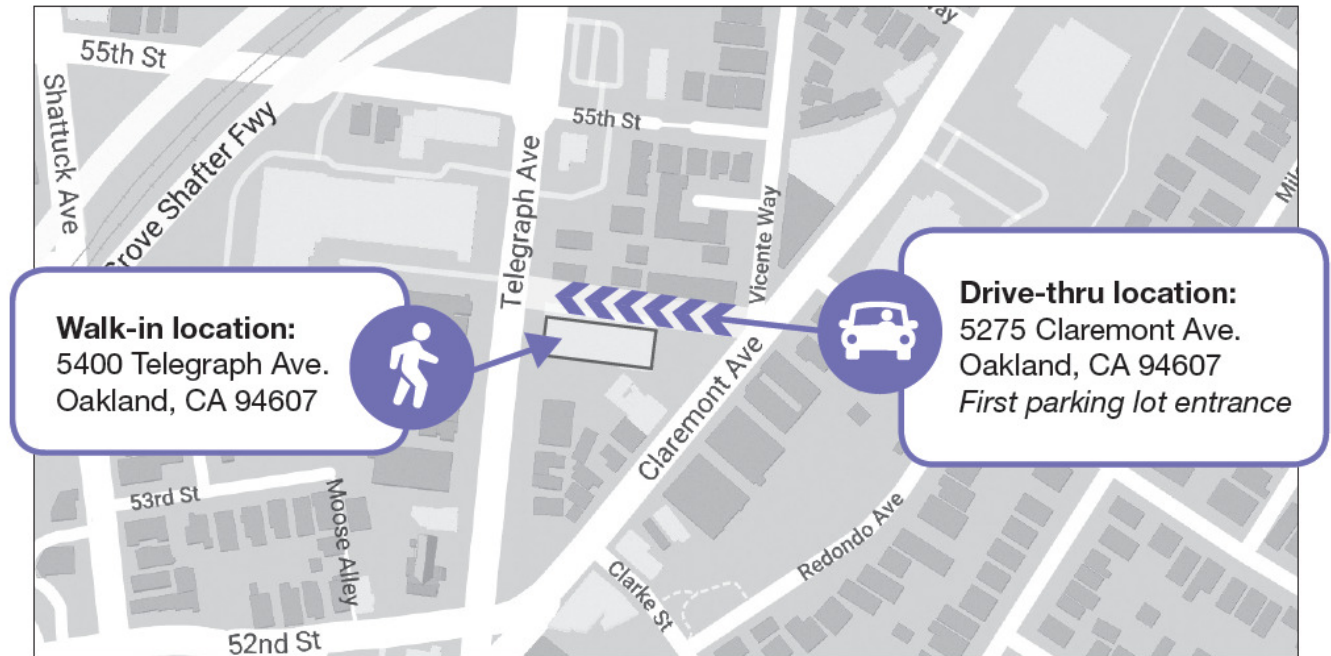 55th St
Shattuck Ave
Grove Shafter Fwy
Telegraph Ave
55th St
Vicente Way
Walk-in location:
5400 Telegraph Ave.
Oakland, CA 94607
Drive-thru location:
5275 Claremont Ave.
Oakland, CA 94607
First parking lot entrance
Claremont Ave
53rd St
Moose Alley
Redondo Ave
Clarke St
52nd St